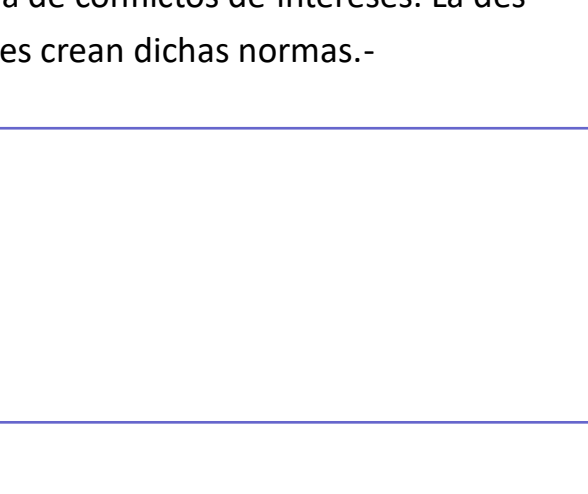 a de conflictos de intereses. La des
es crean dichas normas.-